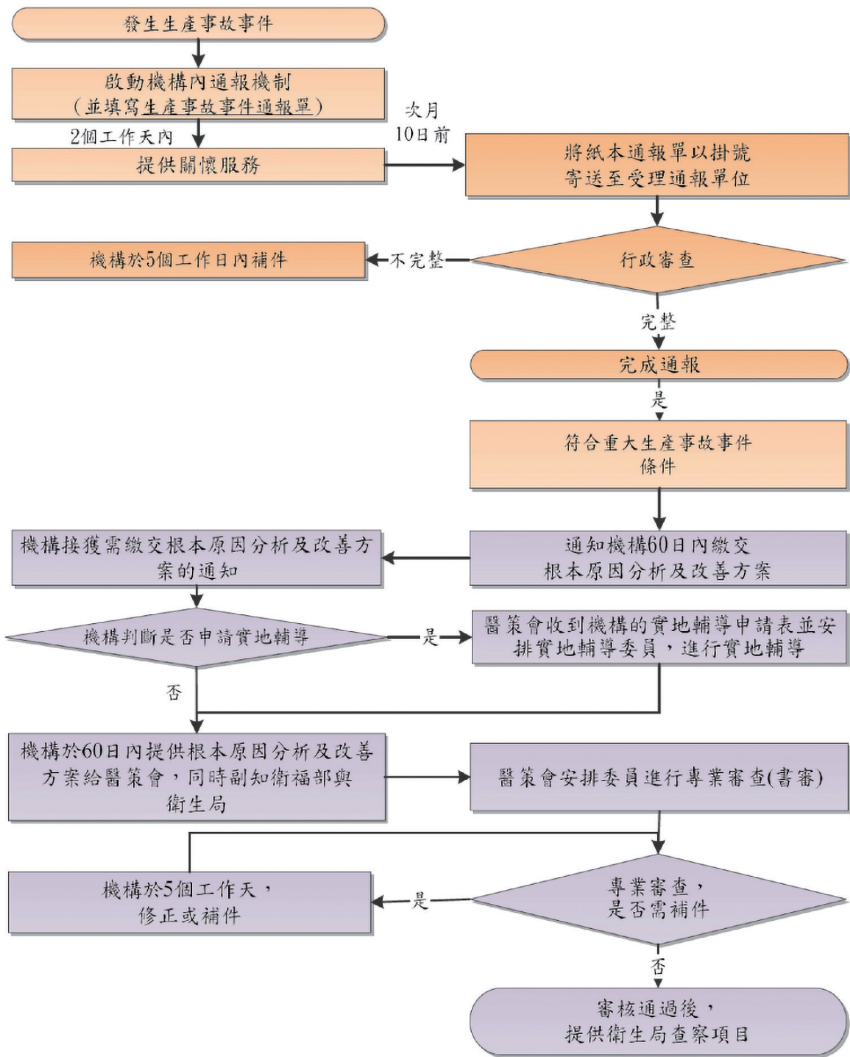 發生生產事故事件
啟動機構內通報機制
（並填寫生產事故事件通報單）
2個工作天內
提供關懷服務
次月
10日前
將紙本通報單以掛號
寄送至受理通報單位
行政審查
不完整
機構於5個工作日內補件
完整
完成通報
是
符合重大生產事故事件
條件
通知機構60日內繳交
根本原因分析及改善方案
機構接獲需繳交根本原因分析及改善方
案的通知
機構判斷是否申請實地輔導
是
醫策會收到機構的實地輔導申請表並安
排實地輔導委員，進行實地輔導
否
機構於60日內提供根本原因分析及改善
方案給醫策會，同時副知衛福部與
衛生局
醫策會安排委員進行專業審查(書審)
專業審查，
是否需補件
是
機構於5個工作天，
修正或補件
否
審核通過後，
提供衛生局查察項目